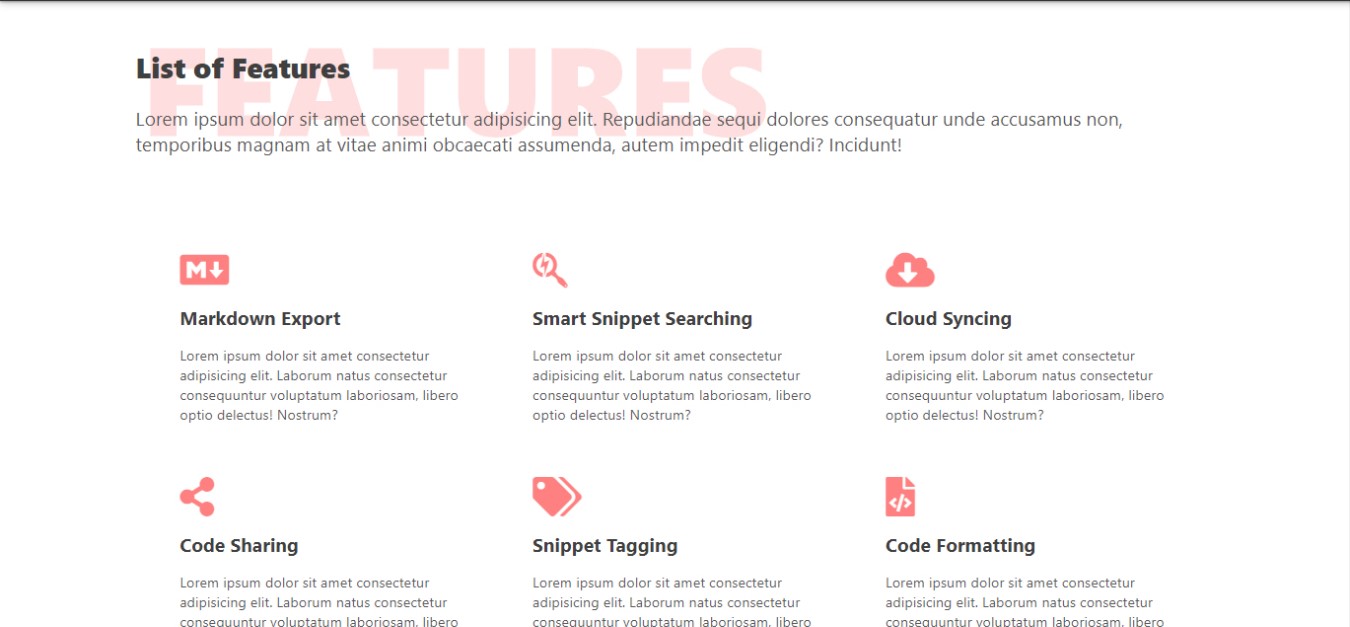 FEATURES
List of Features
Lorem ipsum dolor sit amet consectetur adipisicing elit. Repudiandae sequi dolores consequatur unde accusamus non,
temporibus magnam at vitae animi obcaecati assumenda, autem impedit eligendi? Incidunt!
M
Markdown Export
Lorem ipsum dolor sit amet consectetur
adipisicing elit. Laborum natus consectetur
consequuntur voluptatum laboriosam, libero
optio delectus! Nostrum?
Smart Snippet Searching
Lorem ipsum dolor sit amet consectetur
adipisicing elit. Laborum natus consectetur
consequuntur voluptatum laboriosam, libero
optio delectus! Nostrum?
Cloud Syncing
Lorem ipsum dolor sit amet consectetur
adipisicing elit. Laborum natus consectetur
consequuntur voluptatum laboriosam, libero
optio delectus! Nostrum?
Code Sharing
Lorem ipsum dolor sit amet consectetur
adipisicing elit. Laborum natus consectetur
consequuntur voluptatum laboriosam, libero
Snippet Tagging
Lorem ipsum dolor sit amet consectetur
adipisicing elit. Laborum natus consectetur
consequuntur voluptatum laboriosam, libero
</> 
Code Formatting
Lorem ipsum dolor sit amet consectetur
adipisicing elit. Laborum natus consectetur
consequuntur voluptatum laboriosam, libero